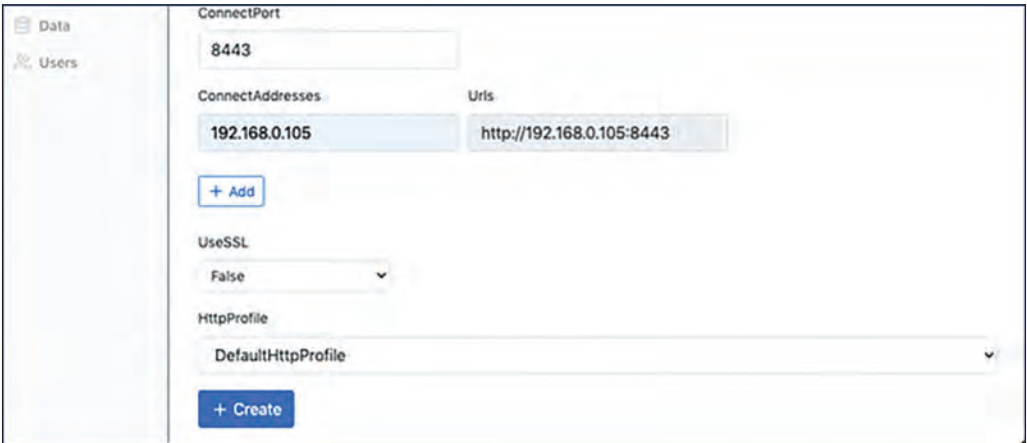 Data
Users
ConnectPort
8443
ConnectAddresses
Urls
192.168.0.105
http://192.168.0.105:8443
+ Add
UseSSL
False
HttpProfile
DefaultHttpProfile
+ Create